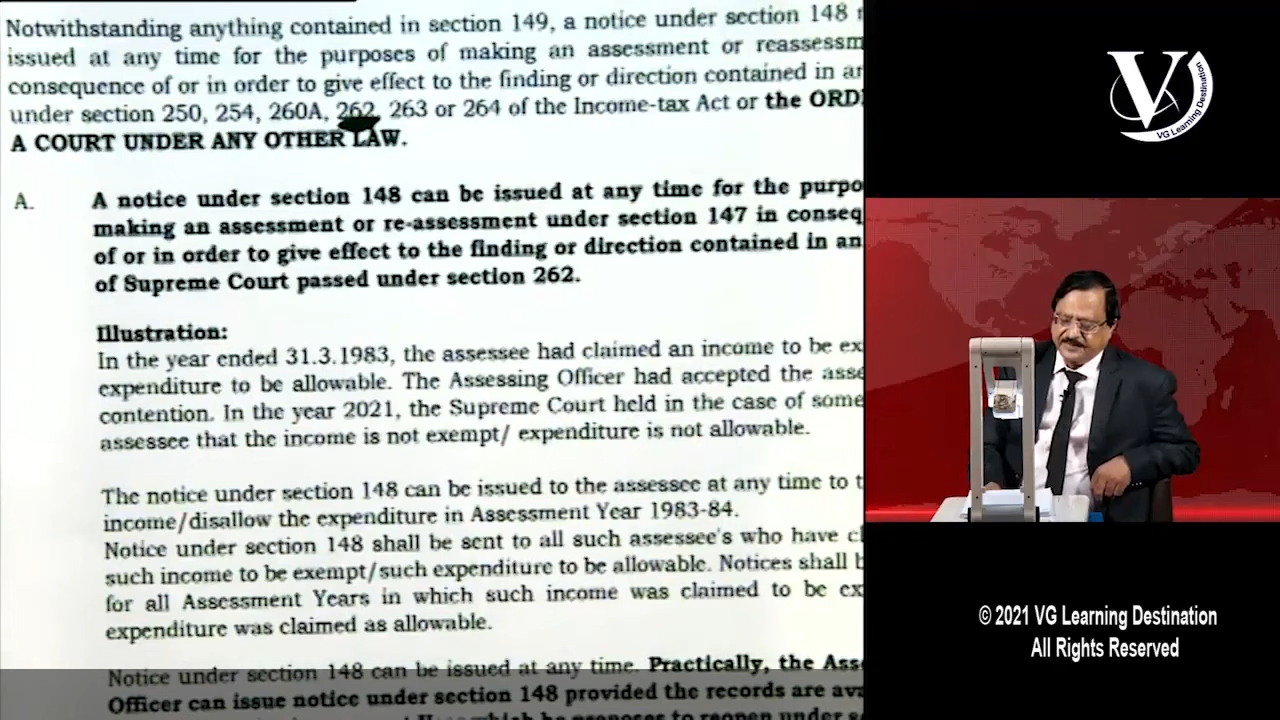 Notwithstanding anything contained in section 149, a notice under section 148
issued at any time for the purposes of making an assessment or reassessm
consequence of or in order to give effect to the finding or direction contained in
under section 250, 254, 260A, 262, 263 or 264 of the Income-tax Act or the ORD
A COURT UNDER ANY OTHER LAW.
A. A notice under section 148 can be issued at any time for the purpo
making an assessment or re-assessment under section 147 in conseq
of or in order to give effect to the finding or direction contained in an
of Supreme Court passed under section 262.
Illustration:
In the year ended 31.3.1983, the assessee had claimed an income to be ex
expenditure to be allowable. The Assessing Officer had accepted the asse
contention. In the year 2021, the Supreme Court held in the case of some
assessee that the income is not exempt/ expenditure is not allowable.
The notice under section 148 can be issued to the assessee at any time to t
income/disallow the expenditure in Assessment Year 1983-84.
Notice under section 148 shall be sent to all such assessee's who have cl
such income to be exempt/such expenditure to be allowable. Notices shall b
for all Assessment Years in which such income was claimed to be ex
expenditure was claimed as allowable.
Notice under section 148 can be issued at any time. Practically, the Ass
Officer can issue notice under section 148 provided the records are ava
V
VG Learning Destination
© 2021 VG Learning Destination
All Rights Reserved